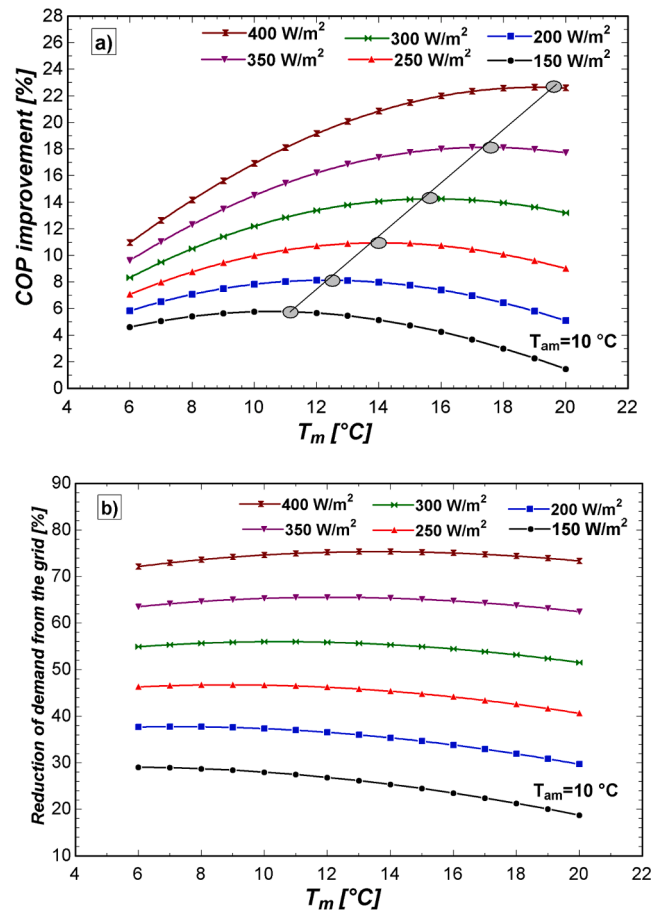 a)
400 W/m²
300 W/m²
200 W/m²
350 W/m²
250 W/m²
150 W/m²
COP improvement [%]
28
26
24
22
20
18
16
14
12
10
8
6
4
2
0
T_am=10 °C
4 6 8 10 12 14 16 18 20 22
T_m [°C]
b)
400 W/m²
300 W/m²
200 W/m²
350 W/m²
250 W/m²
150 W/m²
Reduction of demand from the grid [%]
90
80
70
60
50
40
30
20
10
T_am=10 °C
4 6 8 10 12 14 16 18 20 22
T_m [°C]